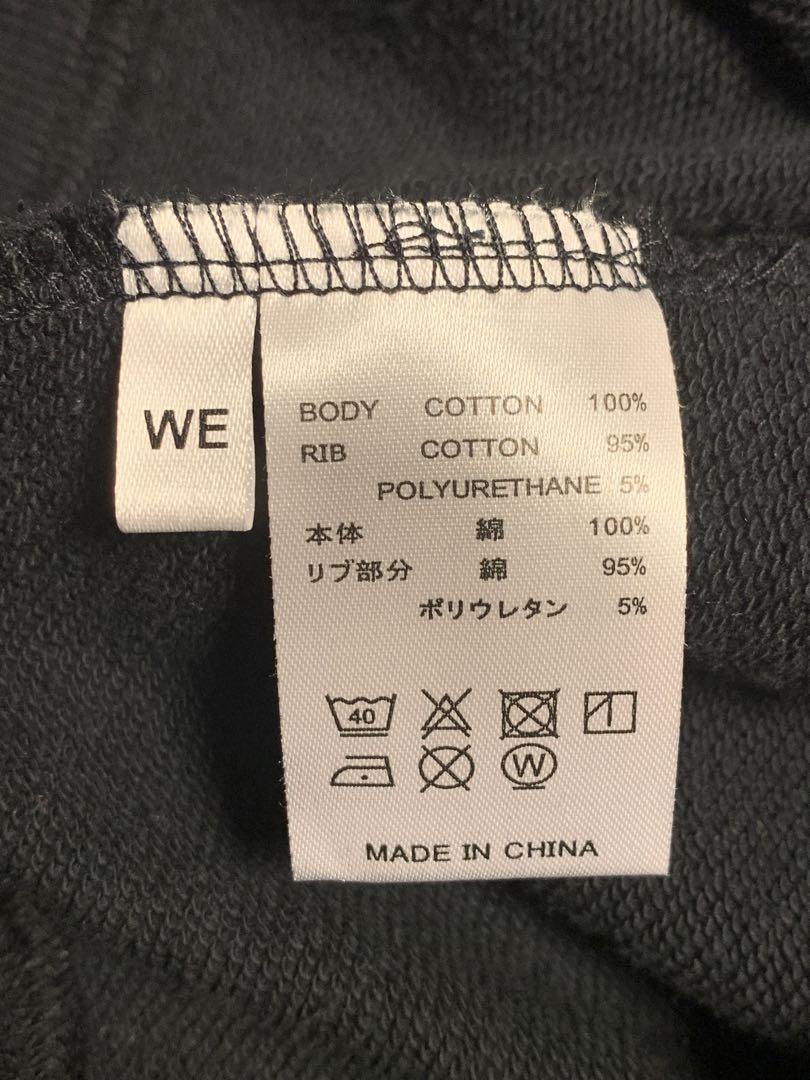 WE
BODY COTTON 100%
RIB COTTON 95%
POLYURETHANE 5%
本体 綿 100%
リブ部分 綿 95%
ポリウレタン 5%
40
W
MADE IN CHINA